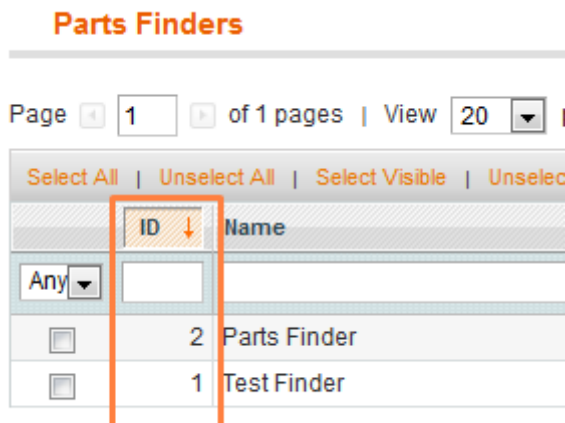 Parts Finders
Page 1 of 1 pages | View 20
Select All | Unselect All | Select Visible |
ID ↓ Name
Any
2 Parts Finder
1 Test Finder